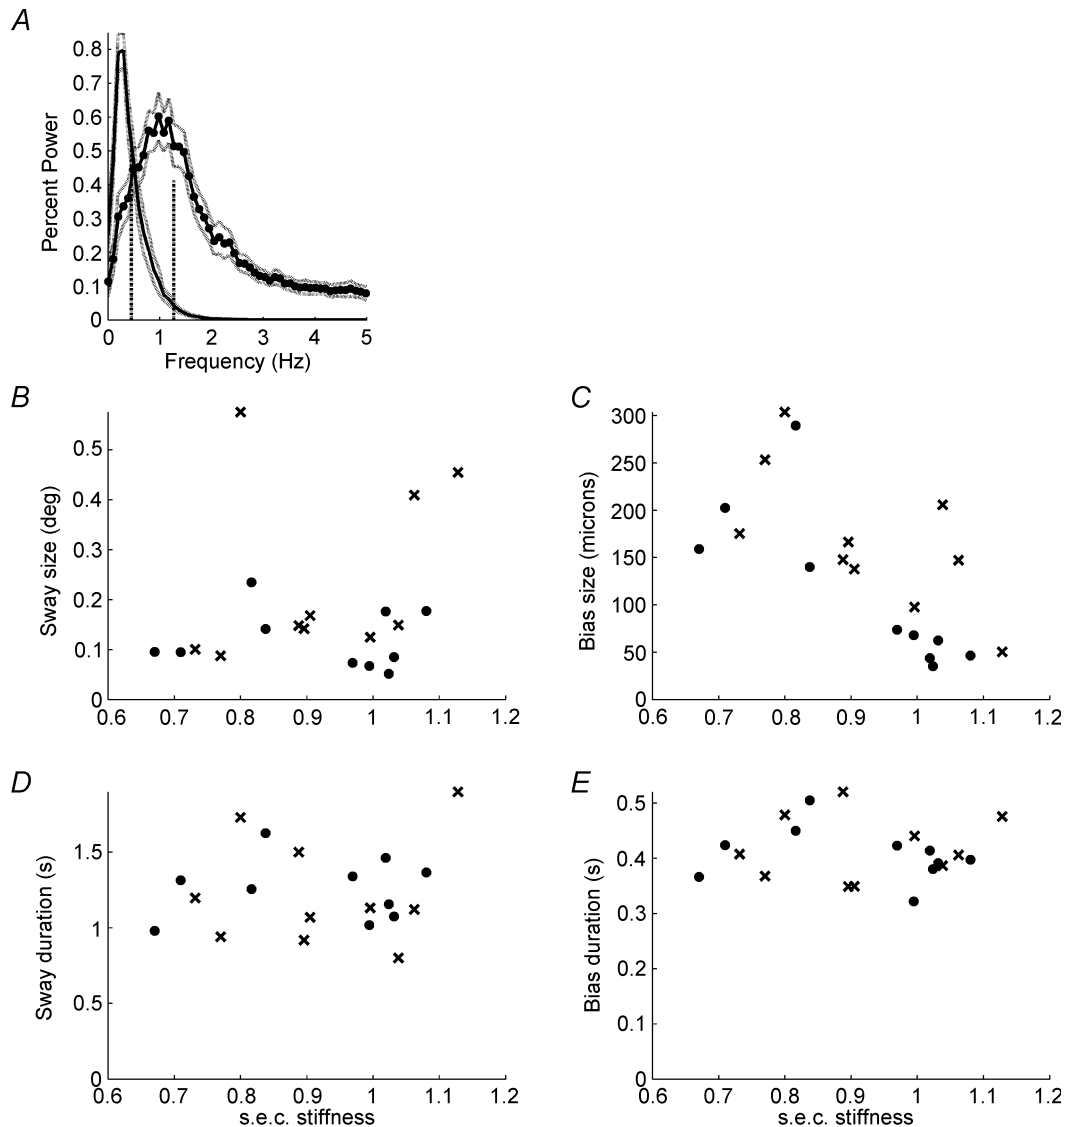 A
Percent Power
0.8
0.7
0.6
0.5
0.4
0.3
0.2
0.1
0
0 1 2 3 4 5
Frequency (Hz)
B
Sway size (deg)
0.5
0.4
0.3
0.2
0.1
0
0.6 0.7 0.8 0.9 1 1.1 1.2
C
Bias size (microns)
300
250
200
150
100
50
0
0.6 0.7 0.8 0.9 1 1.1 1.2
D
Sway duration (s)
1.5
1
0.5
0
0.6 0.7 0.8 0.9 1 1.1 1.2
s.e.c. stiffness
E
Bias duration (s)
0.5
0.4
0.3
0.2
0.1
0
0.6 0.7 0.8 0.9 1 1.1 1.2
s.e.c. stiffness